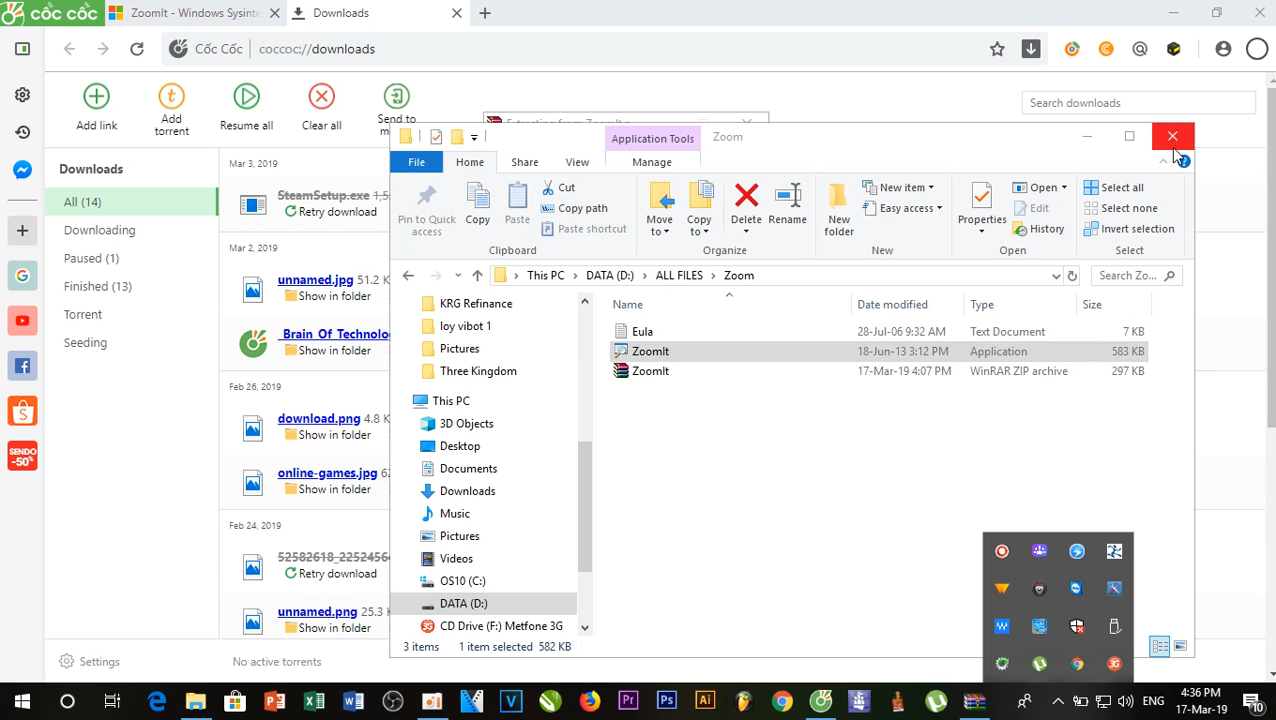 cốc cốc
ZoomIt - Windows Sysinte
Downloads
Cốc Cốc
coccoc://downloads
Add link
Add torrent
Resume all
Clear all
Send to
Search downloads
Downloads
All (14)
Downloading
Paused (1)
Finished (13)
Torrent
Seeding
SENDO
-50%
Settings
No active torrents
Mar 3, 2019
SteamSetup.exe 1,5
Retry download
Mar 2, 2019
unnamed.jpg 51.2 K
Show in folder
_Brain_Of_Technolo
Show in folder
Feb 26, 2019
download.png 4.8 K
Show in folder
online-games.jpg 62
Show in folder
Feb 24, 2019
52582618_2252456
Retry download
unnamed.png 25.3
Show in folder
Application Tools
Zoom
File
Home
Share
View
Manage
Pin to Quick access
Copy
Paste
Cut
Copy path
Paste shortcut
Clipboard
Move to
Copy to
Delete
Rename
Organize
New folder
New item
Easy access
New
Properties
Open
Edit
History
Open
Select all
Select none
Invert selection
Select
This PC > DATA (D:) > ALL FILES > Zoom
Search Zo...
KRG Refinance
loy vibot 1
Pictures
Three Kingdom
This PC
3D Objects
Desktop
Documents
Downloads
Music
Pictures
Videos
OS10 (C:)
DATA (D:)
CD Drive (F:) Metfone 3G
Name Date modified Type Size
Eula 28-Jul-06 9:32 AM Text Document 7 KB
ZoomIt 18-Jun-13 3:12 PM Application 583 KB
ZoomIt 17-Mar-19 4:07 PM WinRAR ZIP archive 297 KB
3 items
1 item selected 582 KB
ENG
4:36 PM
17-Mar-19
10